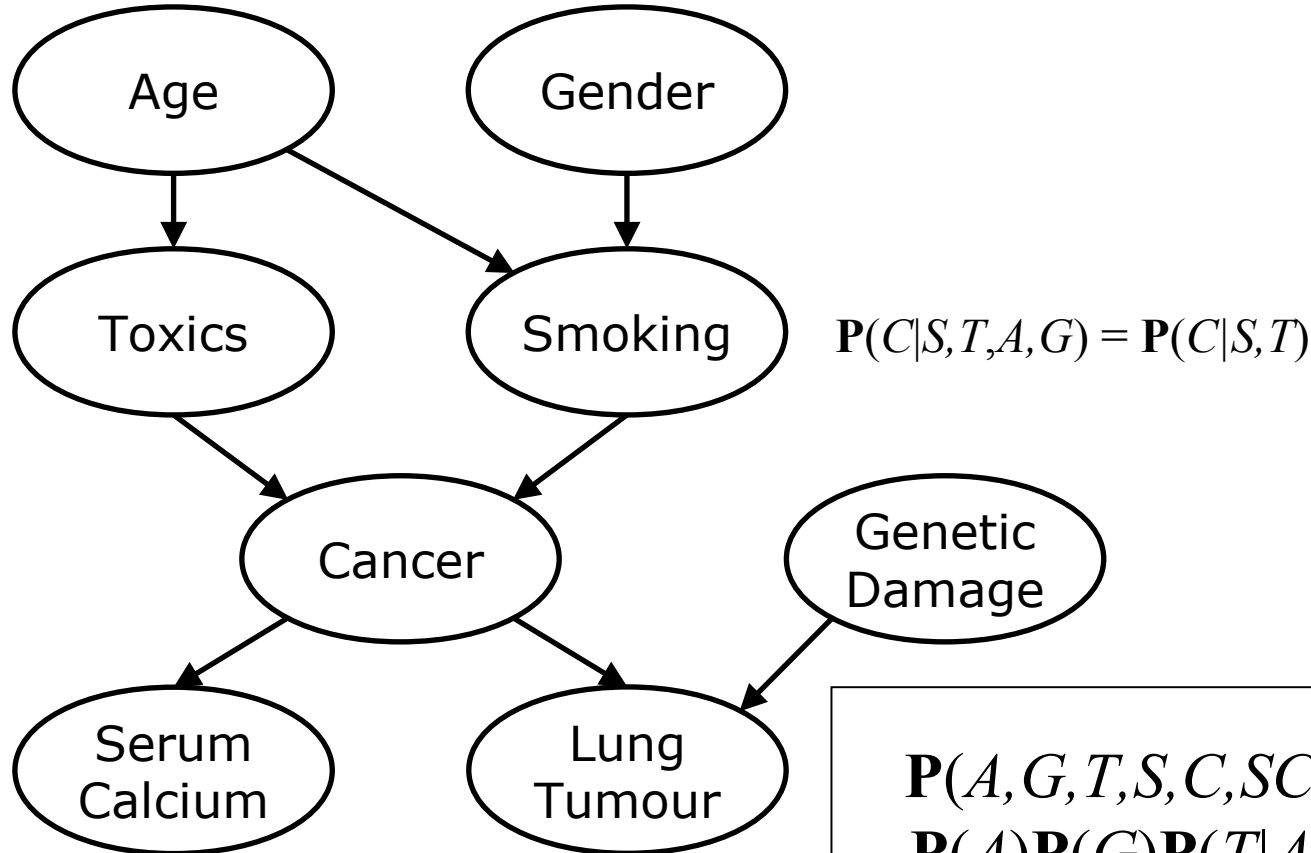 Age
Gender
Toxics
Smoking
P(C|S,T,A,G) = P(C|S,T)
Cancer
Genetic
Damage
Serum
Calcium
Lung
Tumour
P(A,G,T,S,C,SC
P(A)P(G)P(T|A